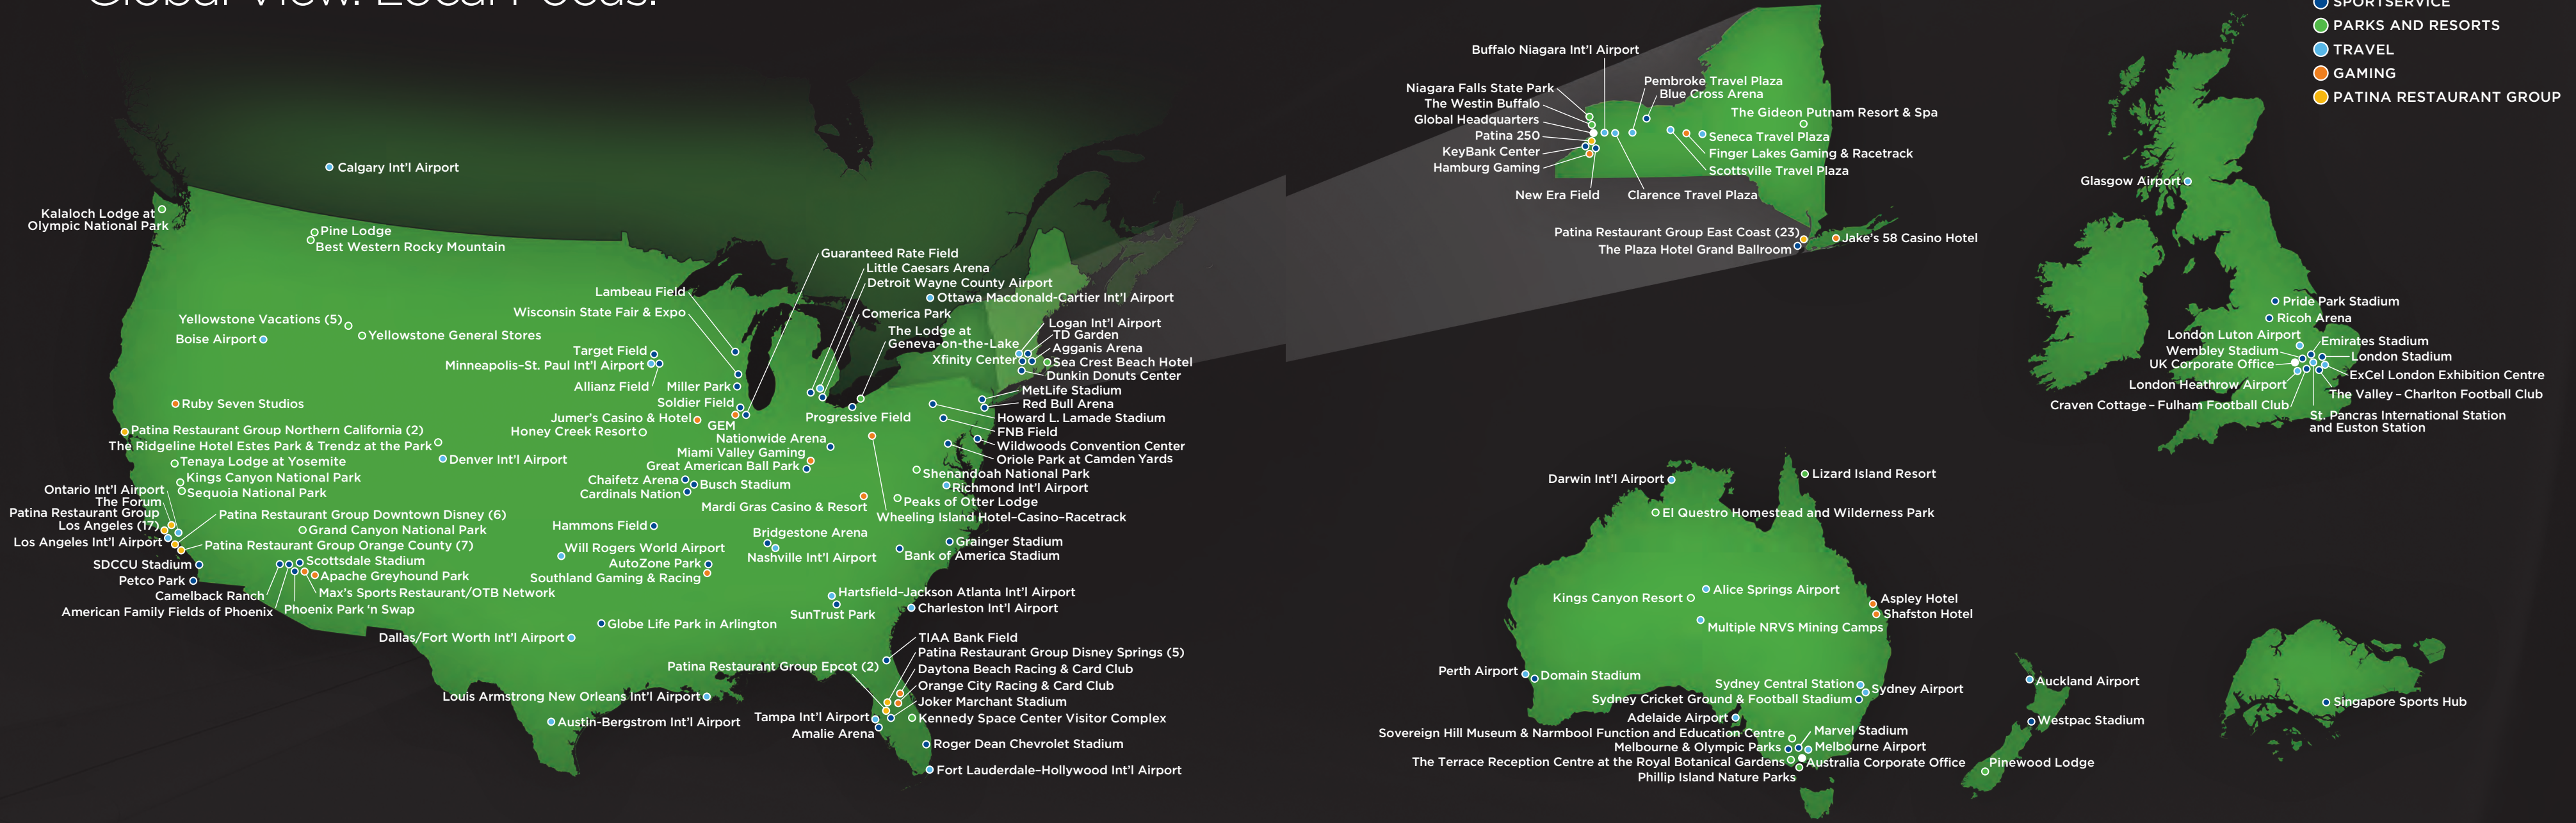 Global View. Local Focus.
SPORTSERVICE
PARKS AND RESORTS
TRAVEL
GAMING
PATINA RESTAURANT GROUP
Calgary Int'l Airport
Kalaloch Lodge at
Olympic National Park
Pine Lodge
Best Western Rocky Mountain
Guaranteed Rate Field
Little Caesars Arena
Detroit Wayne County Airport
Lambeau Field
Ottawa Macdonald-Cartier Int'l Airport
Wisconsin State Fair & Expo
Comerica Park
Yellowstone Vacations (5)
Logan Int'l Airport
The Lodge at
Geneva-on-the-Lake
TD Garden
Yellowstone General Stores
Boise Airport
Agganis Arena
Target Field
Xfinity Center
Sea Crest Beach Hotel
Minneapolis–St. Paul Int'l Airport
Dunkin Donuts Center
Allianz Field
Miller Park
MetLife Stadium
Soldier Field
Red Bull Arena
Ruby Seven Studios
Jumer's Casino & Hotel
Progressive Field
Howard L. Lamade Stadium
GEM
Patina Restaurant Group Northern California (2)
Honey Creek Resort
FNB Field
Nationwide Arena
The Ridgeline Hotel Estes Park & Trendz at the Park
Wildwoods Convention Center
Miami Valley Gaming
Denver Int'l Airport
Oriole Park at Camden Yards
Tenaya Lodge at Yosemite
Great American Ball Park
Shenandoah National Park
Kings Canyon National Park
Chaifetz Arena
Busch Stadium
Richmond Int'l Airport
Ontario Int'l Airport
Sequoia National Park
Cardinals Nation
The Forum
Mardi Gras Casino & Resort
Peaks of Otter Lodge
Patina Restaurant Group
Los Angeles (17)
Patina Restaurant Group Downtown Disney (6)
Wheeling Island Hotel–Casino–Racetrack
Hammons Field
Grand Canyon National Park
Bridgestone Arena
Los Angeles Int'l Airport
Patina Restaurant Group Orange County (7)
Grainger Stadium
Will Rogers World Airport
Nashville Int'l Airport
Bank of America Stadium
SDCCU Stadium
Scottsdale Stadium
AutoZone Park
Petco Park
Apache Greyhound Park
Southland Gaming & Racing
Camelback Ranch
Max's Sports Restaurant/OTB Network
Hartsfield–Jackson Atlanta Int'l Airport
American Family Fields of Phoenix
Phoenix Park 'n Swap
SunTrust Park
Charleston Int'l Airport
Globe Life Park in Arlington
Dallas/Fort Worth Int'l Airport
TIAA Bank Field
Patina Restaurant Group Disney Springs (5)
Patina Restaurant Group Epcot (2)
Daytona Beach Racing & Card Club
Orange City Racing & Card Club
Louis Armstrong New Orleans Int'l Airport
Joker Marchant Stadium
Austin-Bergstrom Int'l Airport
Tampa Int'l Airport
Kennedy Space Center Visitor Complex
Amalie Arena
Roger Dean Chevrolet Stadium
Fort Lauderdale–Hollywood Int'l Airport
Buffalo Niagara Int'l Airport
Pembroke Travel Plaza
Niagara Falls State Park
Blue Cross Arena
The Westin Buffalo
The Gideon Putnam Resort & Spa
Global Headquarters
Patina 250
Seneca Travel Plaza
KeyBank Center
Finger Lakes Gaming & Racetrack
Hamburg Gaming
Scottsville Travel Plaza
New Era Field
Clarence Travel Plaza
Patina Restaurant Group East Coast (23)
Jake's 58 Casino Hotel
The Plaza Hotel Grand Ballroom
Glasgow Airport
Pride Park Stadium
Ricoh Arena
London Luton Airport
Emirates Stadium
Wembley Stadium
London Stadium
UK Corporate Office
ExCel London Exhibition Centre
London Heathrow Airport
The Valley – Charlton Football Club
Craven Cottage – Fulham Football Club
St. Pancras International Station
and Euston Station
Darwin Int'l Airport
Lizard Island Resort
El Questro Homestead and Wilderness Park
Alice Springs Airport
Kings Canyon Resort
Aspley Hotel
Shafston Hotel
Multiple NRVS Mining Camps
Perth Airport
Domain Stadium
Sydney Central Station
Sydney Airport
Sydney Cricket Ground & Football Stadium
Adelaide Airport
Sovereign Hill Museum & Narmbool Function and Education Centre
Marvel Stadium
Melbourne & Olympic Parks
Melbourne Airport
The Terrace Reception Centre at the Royal Botanical Gardens
Australia Corporate Office
Phillip Island Nature Parks
Auckland Airport
Westpac Stadium
Pinewood Lodge
Singapore Sports Hub